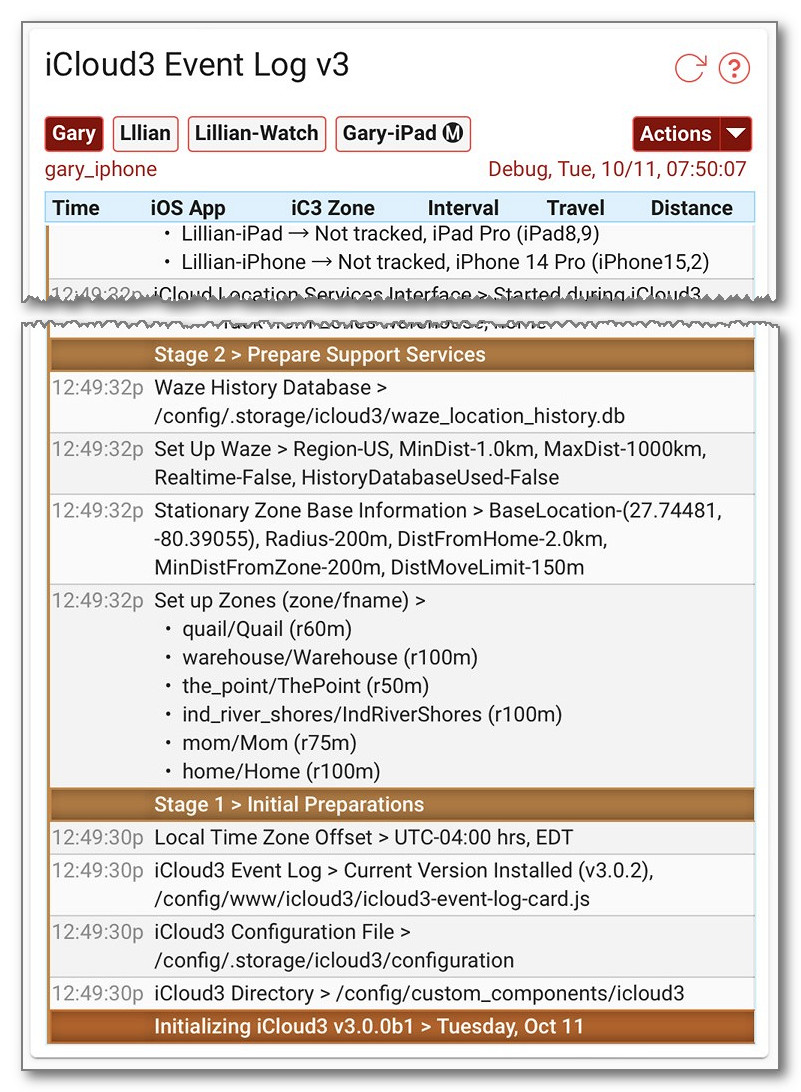 iCloud3 Event Log v3
Gary Lllian Lillian-Watch Gary-iPad Ⓜ Actions
gary_iphone Debug, Tue, 10/11, 07:50:07
Time iOS App iC3 Zone Interval Travel Distance
• Lillian-iPad → Not tracked, iPad Pro (iPad8,9)
• Lillian-iPhone → Not tracked, iPhone 14 Pro (iPhone15,2)
12:49:32p iCloud Location Services Interface > Started during iCloud3
Stage 2 > Prepare Support Services
12:49:32p Waze History Database >
/config/.storage/icloud3/waze_location_history.db
12:49:32p Set Up Waze > Region-US, MinDist-1.0km, MaxDist-1000km,
Realtime-False, HistoryDatabaseUsed-False
12:49:32p Stationary Zone Base Information > BaseLocation-(27.74481,
-80.39055), Radius-200m, DistFromHome-2.0km,
MinDistFromZone-200m, DistMoveLimit-150m
12:49:32p Set up Zones (zone/fname) >
• quail/Quail (r60m)
• warehouse/Warehouse (r100m)
• the_point/ThePoint (r50m)
• ind_river_shores/IndRiverShores (r100m)
• mom/Mom (r75m)
• home/Home (r100m)
Stage 1 > Initial Preparations
12:49:30p Local Time Zone Offset > UTC-04:00 hrs, EDT
12:49:30p iCloud3 Event Log > Current Version Installed (v3.0.2),
/config/www/icloud3/icloud3-event-log-card.js
12:49:30p iCloud3 Configuration File >
/config/.storage/icloud3/configuration
12:49:30p iCloud3 Directory > /config/custom_components/icloud3
Initializing iCloud3 v3.0.0b1 > Tuesday, Oct 11